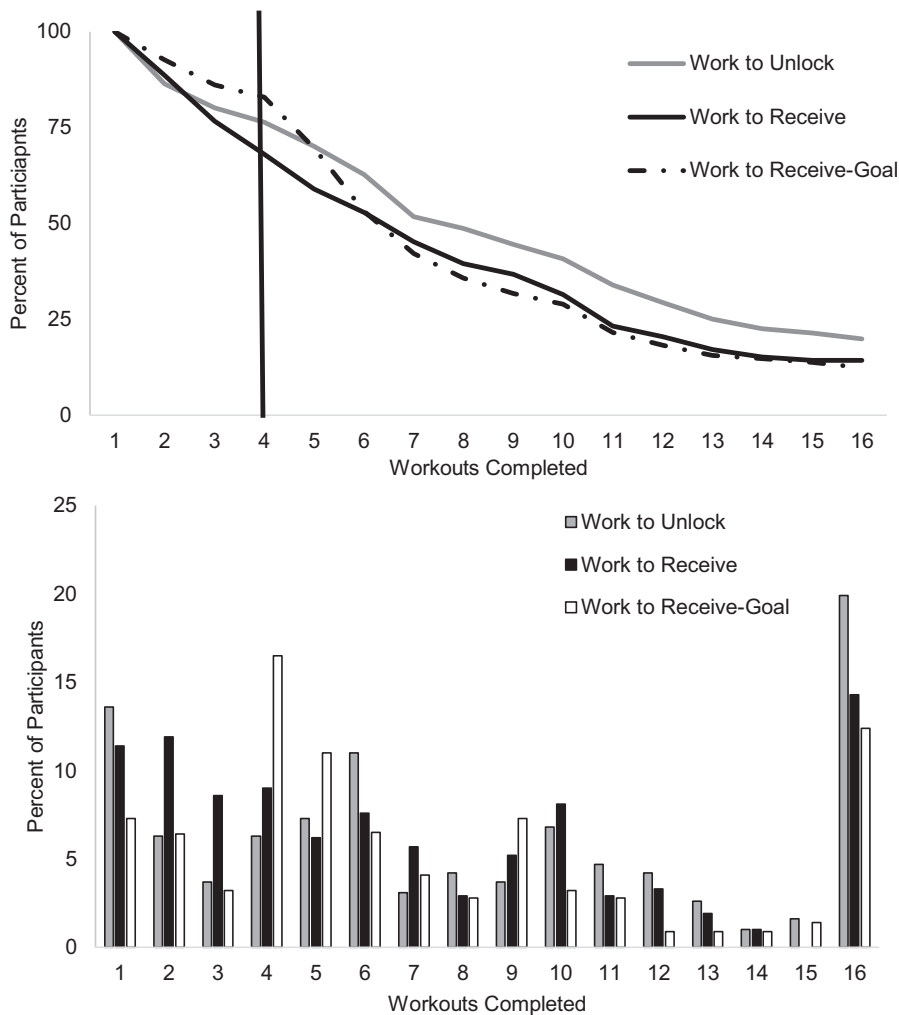 100
75
50
25
0
Percent of Particiapnts
Work to Unlock
Work to Receive
Work to Receive-Goal
1 2 3 4 5 6 7 8 9 10 11 12 13 14 15 16
Workouts Completed
25
20
15
10
5
0
Percent of Participants
Work to Unlock
Work to Receive
Work to Receive-Goal
1 2 3 4 5 6 7 8 9 10 11 12 13 14 15 16
Workouts Completed